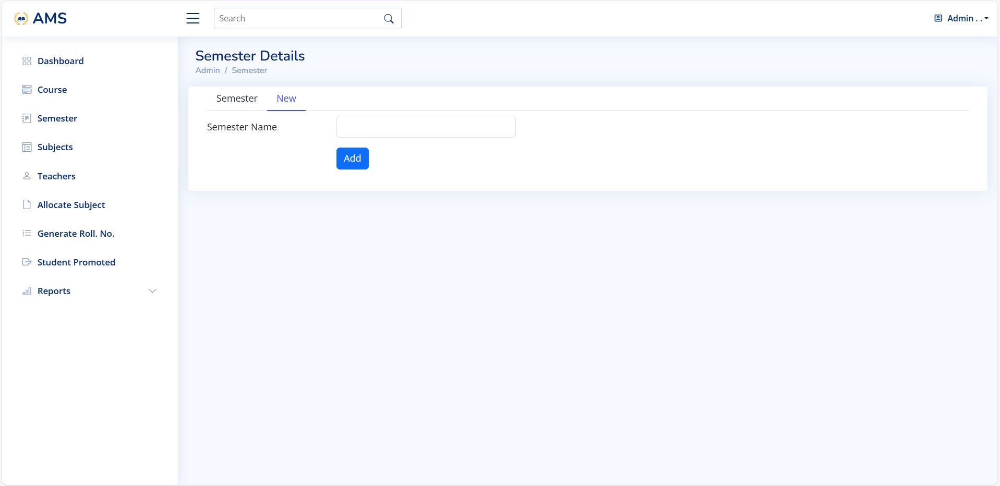 AMS
Search
Admin . .
Dashboard
Course
Semester
Subjects
Teachers
Allocate Subject
Generate Roll. No.
Student Promoted
Reports
Semester Details
Admin / Semester
Semester New
Semester Name
Add